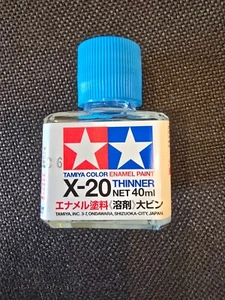 TAMIYA COLOR ENAMEL PAINT
X-20 THINNER
NET 40ml
エナメル塗料《溶剤》大ビン
TAMIYA, INC. 3-7, ONDAWARA, SHIZUOKA-CITY, JAPAN.